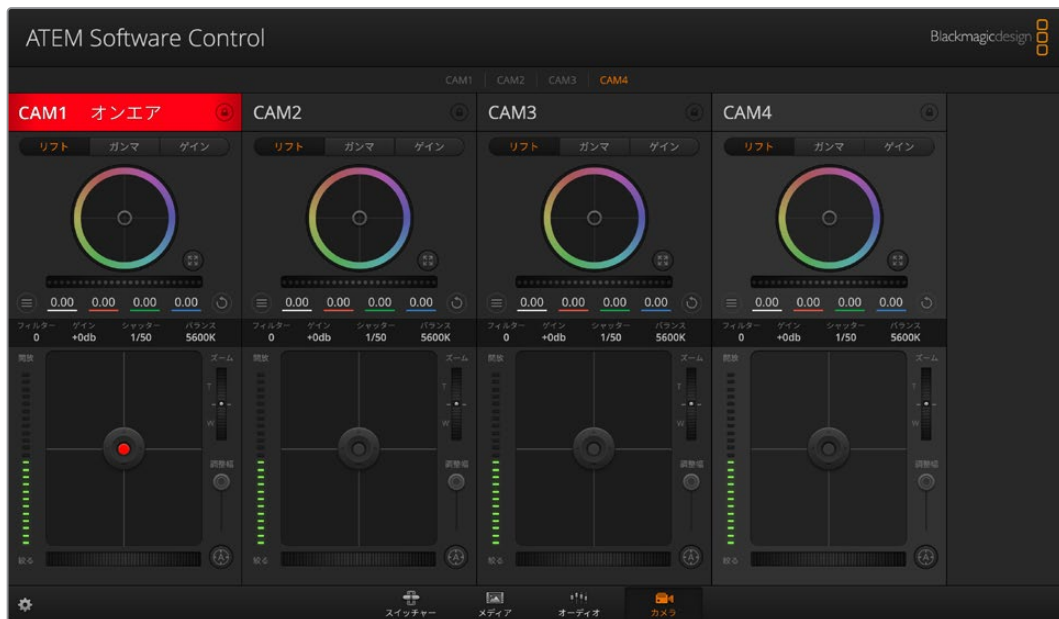 ATEM Software Control
Blackmagicdesign
CAM1 CAM2 CAM3 CAM4
CAM1 オンエア
CAM2
CAM3
CAM4
リフト ガンマ ゲイン
リフト ガンマ ゲイン
リフト ガンマ ゲイン
リフト ガンマ ゲイン
0.00 0.00 0.00 0.00
0.00 0.00 0.00 0.00
0.00 0.00 0.00 0.00
0.00 0.00 0.00 0.00
フィルター ゲイン シャッター バランス
0 +0db 1/50 5600K
フィルター ゲイン シャッター バランス
0 +0db 1/50 5600K
フィルター ゲイン シャッター バランス
0 +0db 1/50 5600K
フィルター ゲイン シャッター バランス
0 +0db 1/50 5600K
開放 ズーム
T
W
調整幅
絞る A
開放 ズーム
T
W
調整幅
絞る A
開放 ズーム
T
W
調整幅
絞る A
開放 ズーム
T
W
調整幅
絞る A
スイッチャー メディア オーディオ カメラ